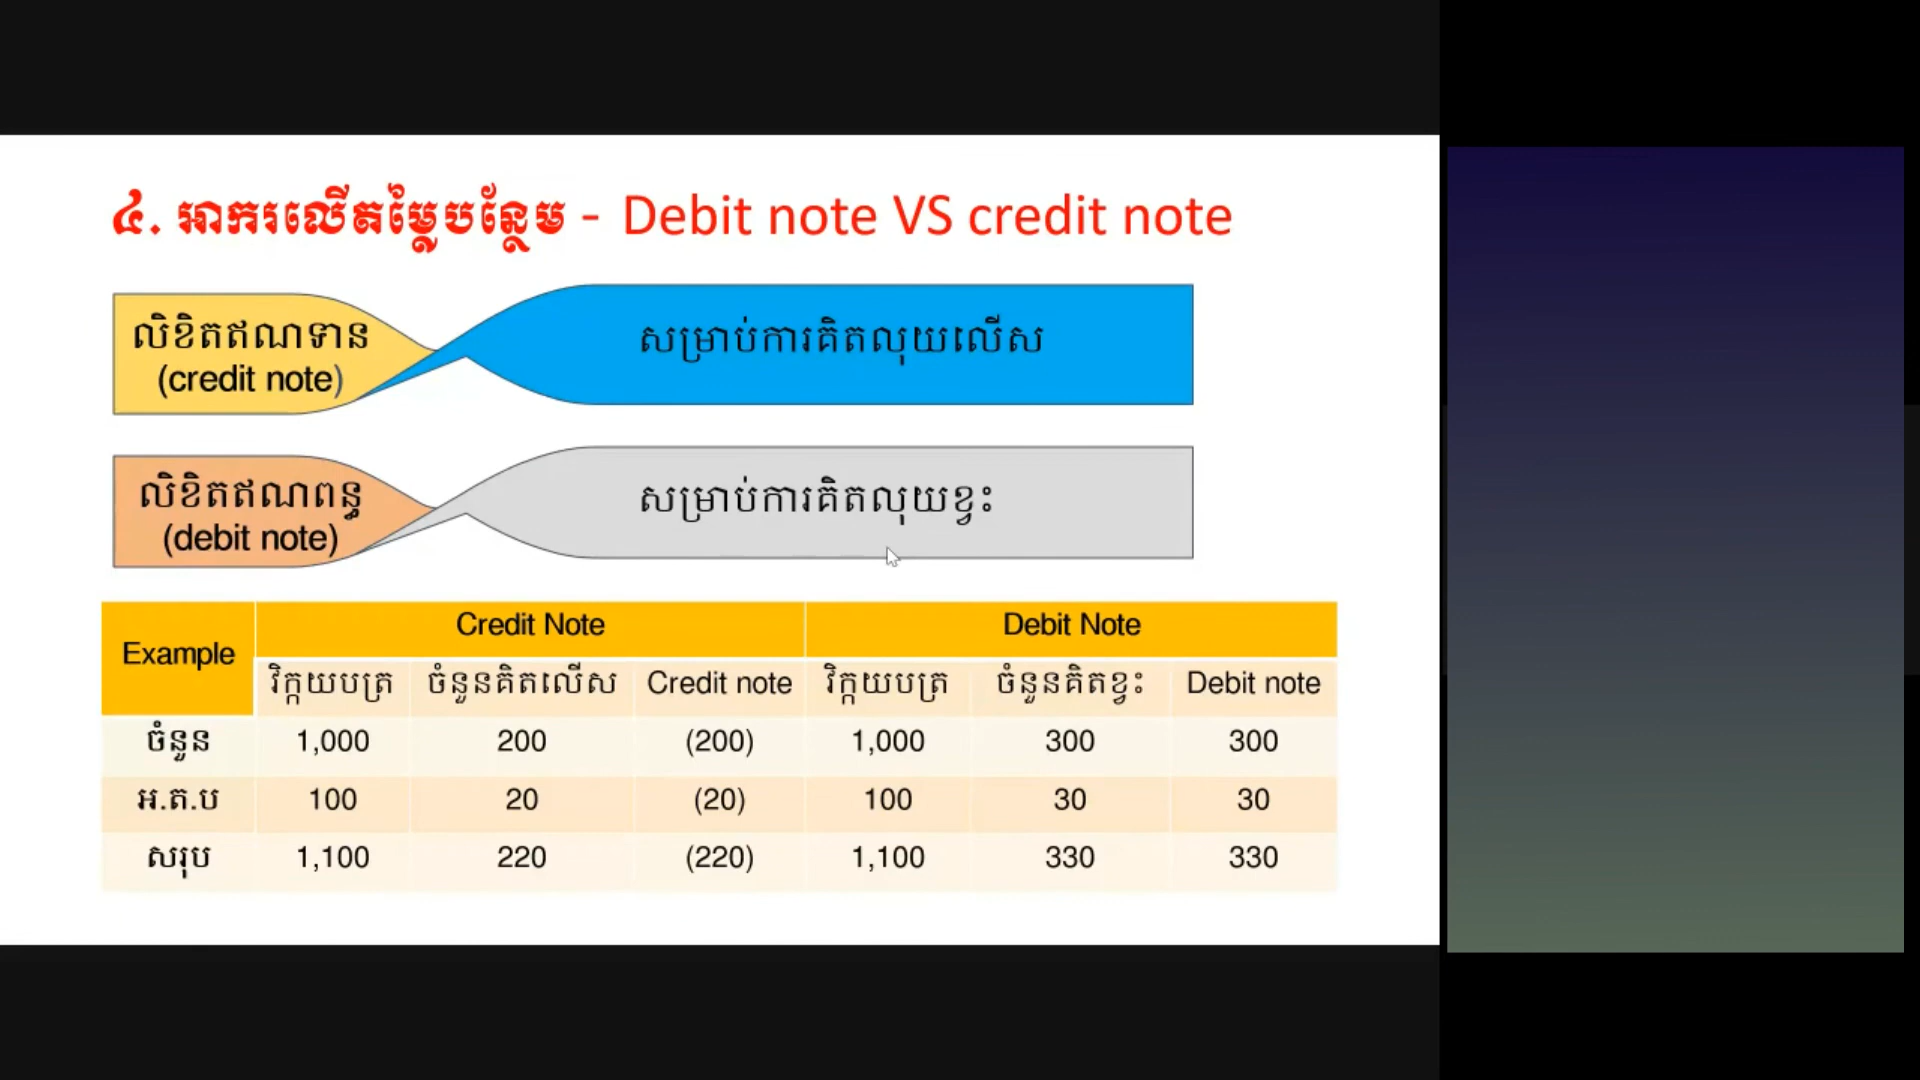 ៤. អាករលើតម្លៃបន្ថែម - Debit note VS credit note
លិខិតឥណទាន
(credit note)
សម្រាប់ការគិតលុយលើស
លិខិតឥណពន្ធ
(debit note)
សម្រាប់ការគិតលុយខ្វះ
Example Credit Note Debit Note
វិក្កយបត្រ ចំនួនគិតលើស Credit note វិក្កយបត្រ ចំនួនគិតខ្វះ Debit note
ចំនួន 1,000 200 (200) 1,000 300 300
អ.ត.ប 100 20 (20) 100 30 30
សរុប 1,100 220 (220) 1,100 330 330